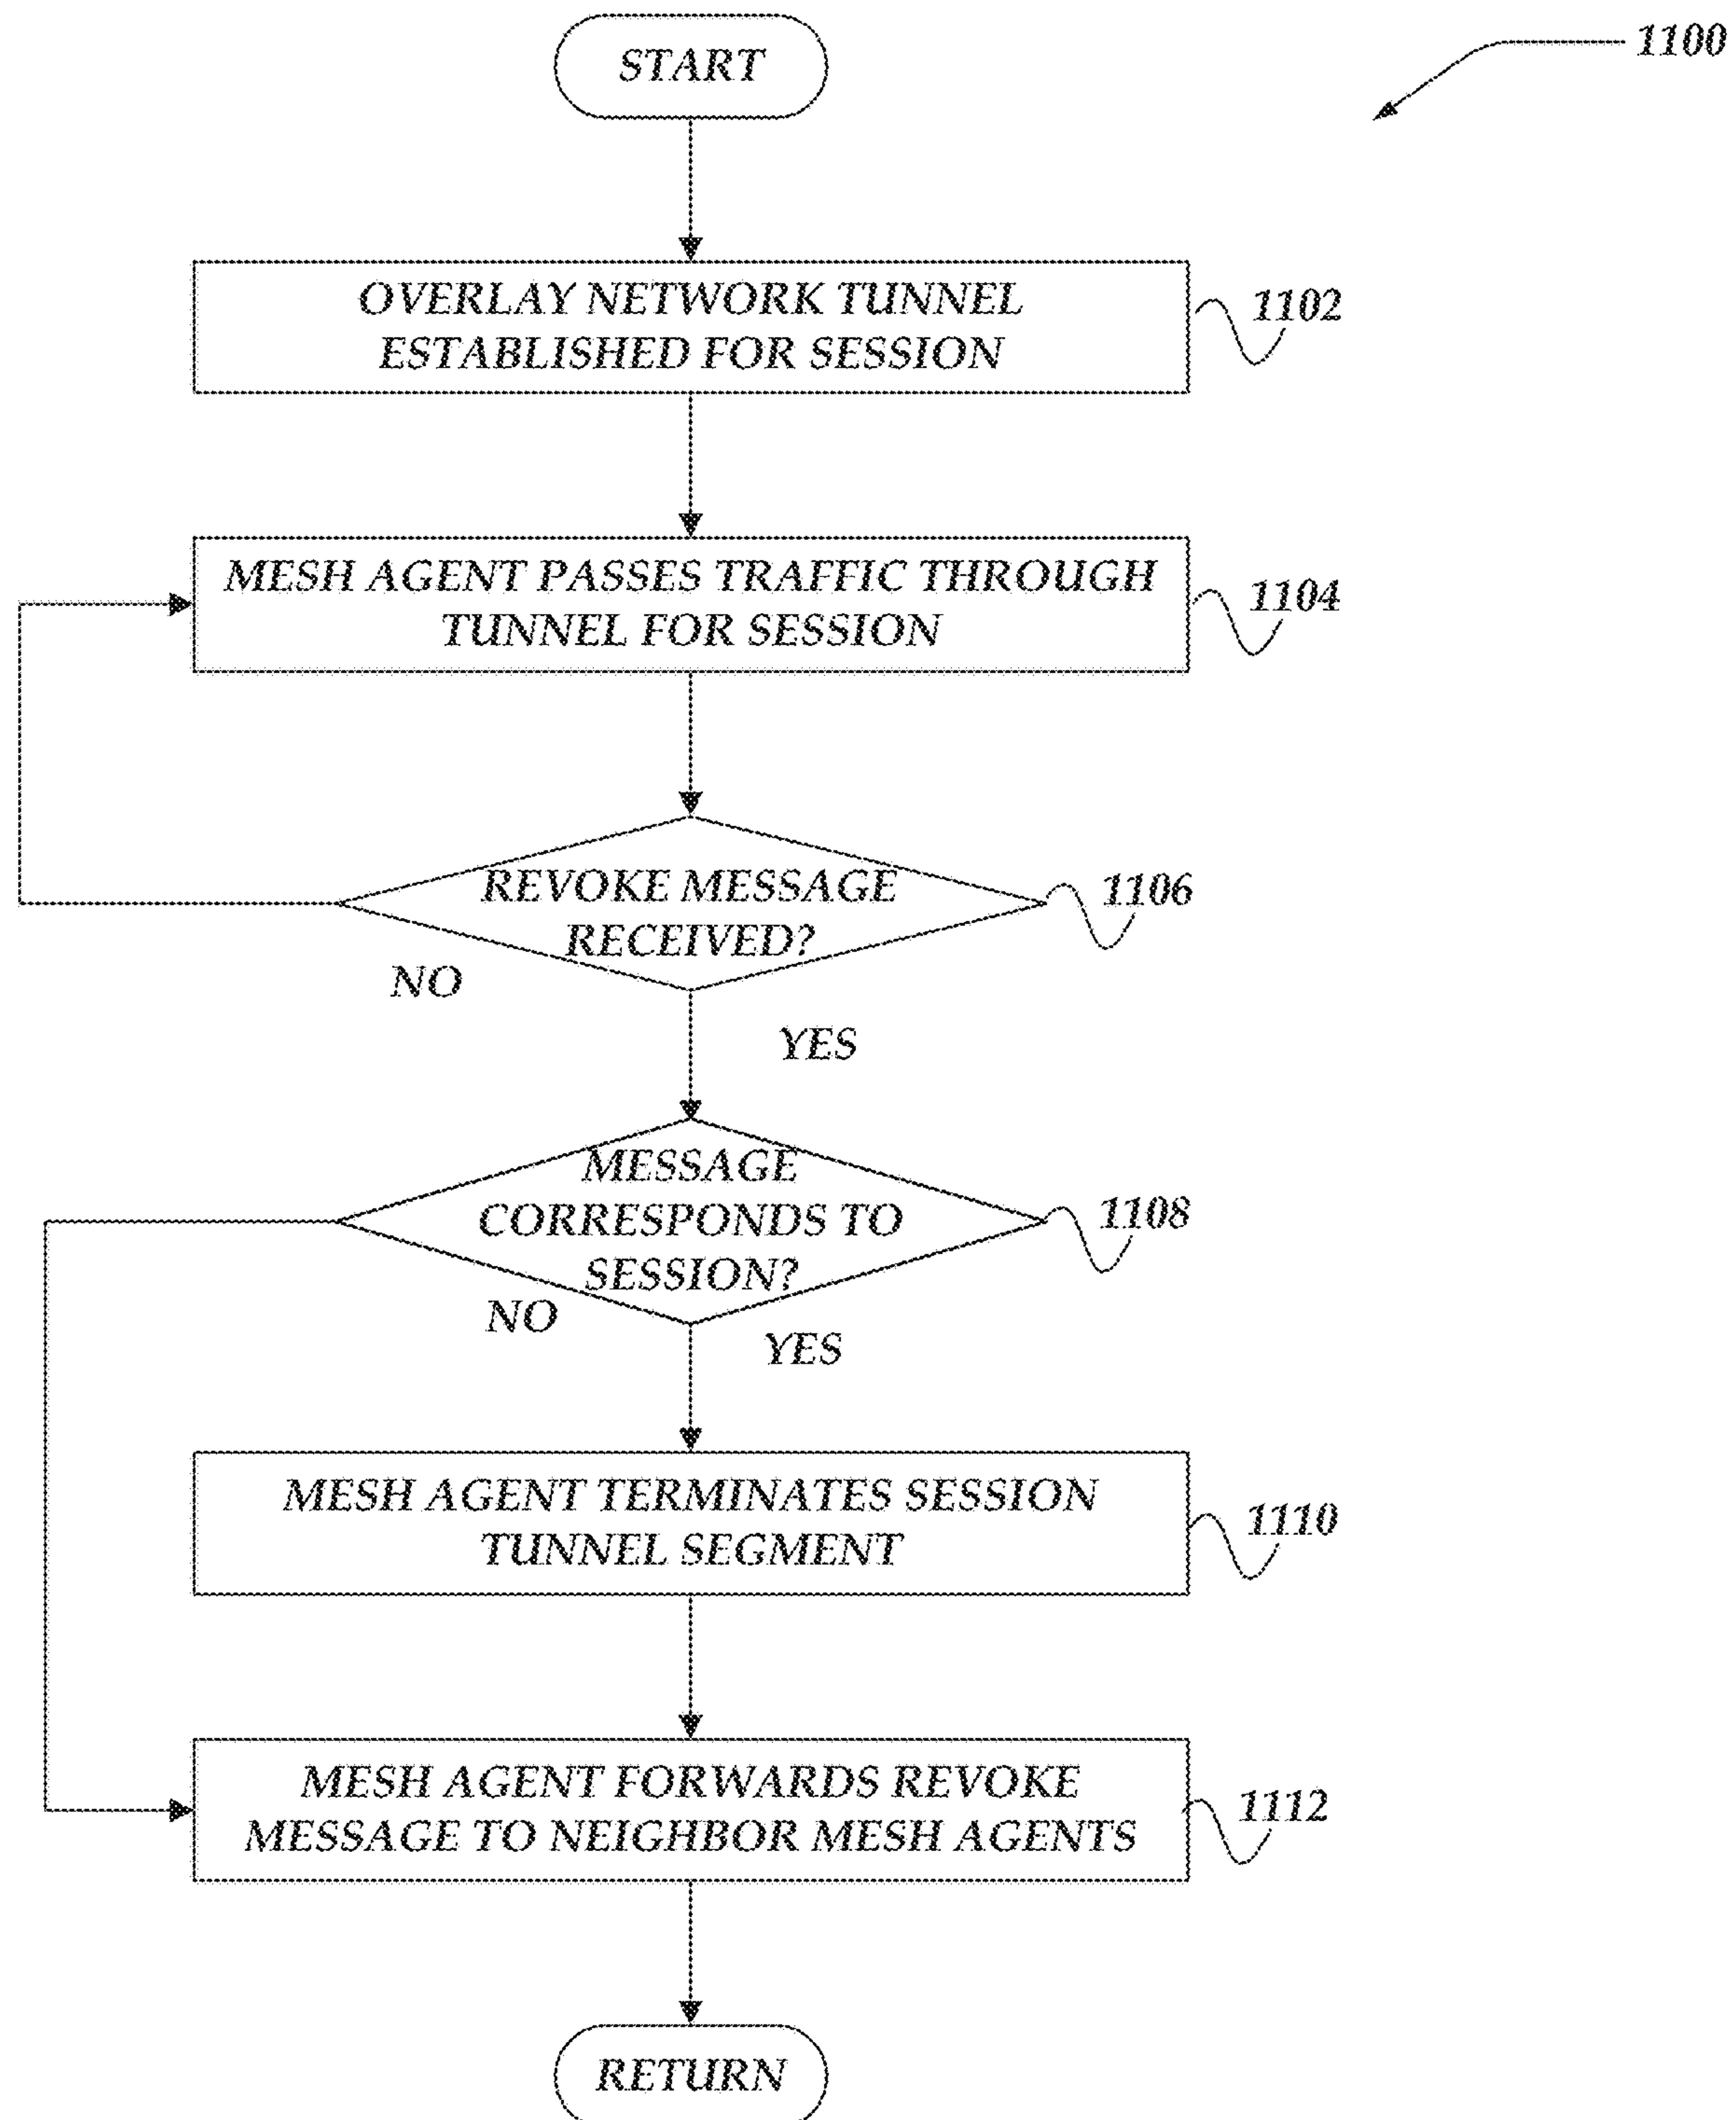 START
1100
OVERLAY NETWORK TUNNEL
ESTABLISHED FOR SESSION
1102
MESH AGENT PASSES TRAFFIC THROUGH
TUNNEL FOR SESSION
1104
REVOKE MESSAGE
RECEIVED?
1106
NO
YES
MESSAGE
CORRESPONDS TO
SESSION?
1108
NO
YES
MESH AGENT TERMINATES SESSION
TUNNEL SEGMENT
1110
MESH AGENT FORWARDS REVOKE
MESSAGE TO NEIGHBOR MESH AGENTS
1112
RETURN